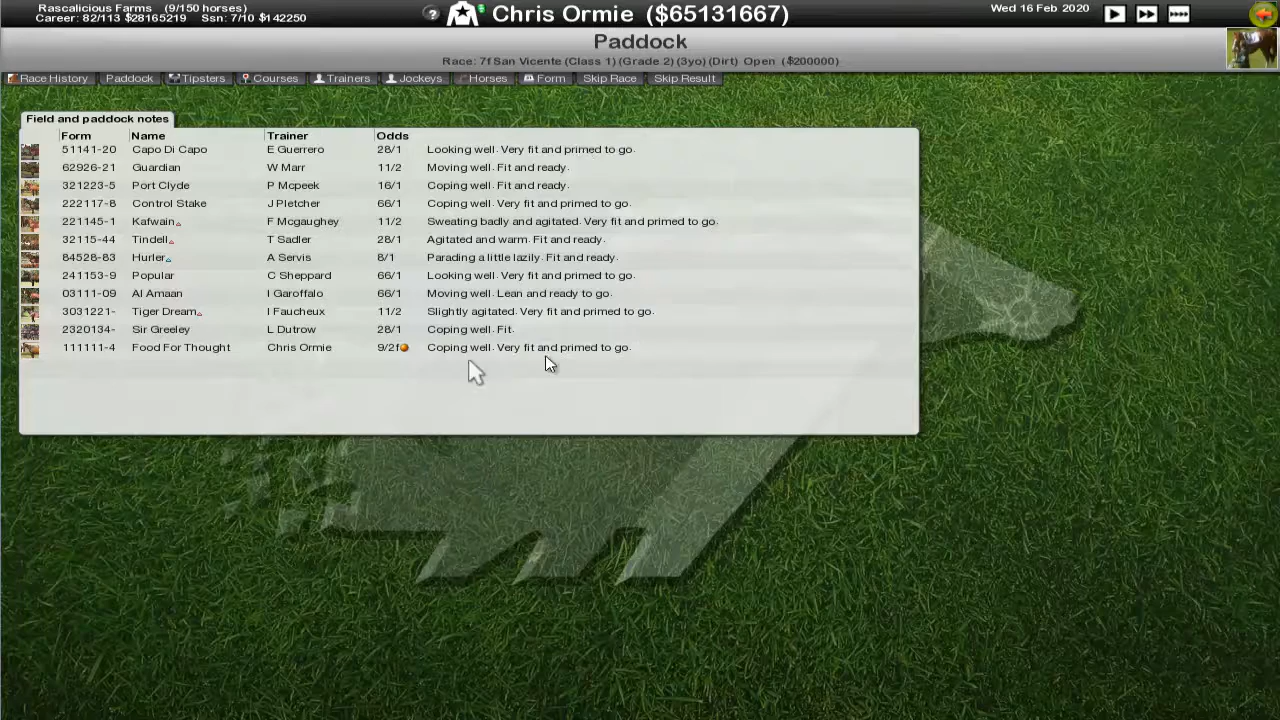 Rascalicious Farms (9/150 horses)
Career: 82/113 $28165219 Ssn: 7/10 $142250
? Chris Ormie ($65131667)
Wed 16 Feb 2020
Paddock
Race: 7f San Vicente (Class 1) (Grade 2) (3yo) (Dirt) Open ($200000)
Race History Paddock Tipsters Courses Trainers Jockeys Horses Form Skip Race Skip Result
Field and paddock notes
Form Name Trainer Odds
51141-20 Capo Di Capo E Guerrero 28/1 Looking well. Very fit and primed to go.
62926-21 Guardian W Marr 11/2 Moving well. Fit and ready.
321223-5 Port Clyde P Mcpeek 16/1 Coping well. Fit and ready.
222117-8 Control Stake J Pletcher 66/1 Coping well. Very fit and primed to go.
221145-1 Kafwain F Mcgaughey 11/2 Sweating badly and agitated. Very fit and primed to go.
32115-44 Tindell T Sadler 28/1 Agitated and warm. Fit and ready.
84528-83 Hurler A Servis 8/1 Parading a little lazily. Fit and ready.
241153-9 Popular C Sheppard 66/1 Looking well. Very fit and primed to go.
03111-09 Al Amaan I Garoffalo 66/1 Moving well. Lean and ready to go.
3031221- Tiger Dream I Faucheux 11/2 Slightly agitated. Very fit and primed to go.
2320134- Sir Greeley L Dutrow 28/1 Coping well. Fit.
111111-4 Food For Thought Chris Ormie 9/2f Coping well. Very fit and primed to go.